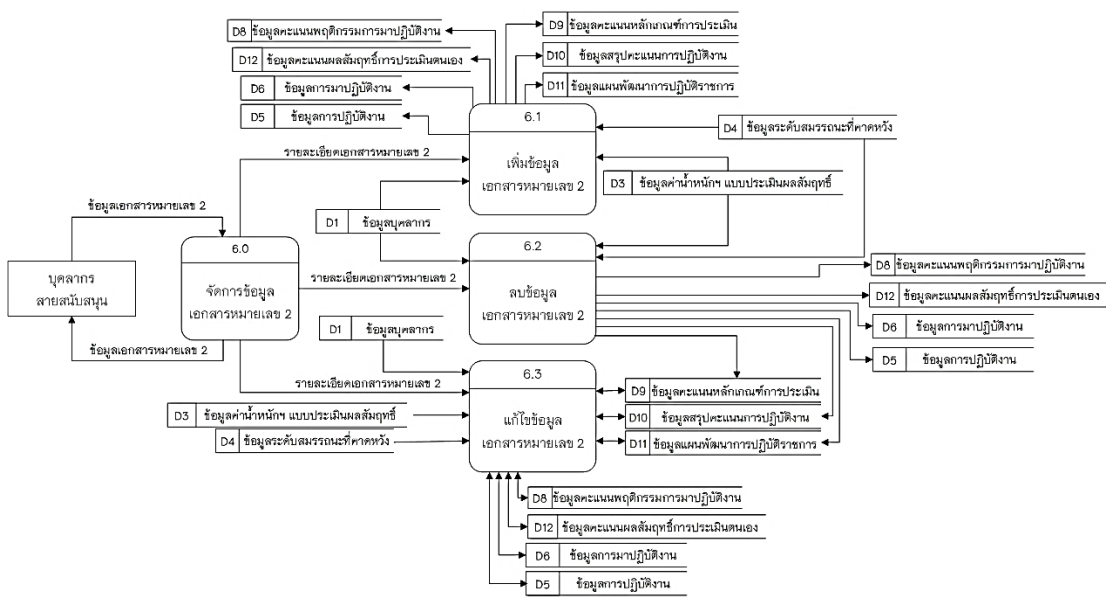 D8 ข้อมูลคะแนนพฤติกรรมการมาปฏิบัติงาน
D12 ข้อมูลคะแนนผลสัมฤทธิ์การประเมินตนเอง
D6 ข้อมูลการมาปฏิบัติงาน
D5 ข้อมูลการปฏิบัติงาน
D9 ข้อมูลคะแนนหลักเกณฑ์การประเมิน
D10 ข้อมูลสรุปคะแนนการปฏิบัติงาน
D11 ข้อมูลแผนพัฒนาการปฏิบัติราชการ
6.1
เพิ่มข้อมูล
เอกสารหมายเลข 2
D4 ข้อมูลระดับสมรรถนะที่คาดหวัง
D3 ข้อมูลค่าน้ำหนักฯ แบบประเมินผลสัมฤทธิ์
รายละเอียดเอกสารหมายเลข 2
D1 ข้อมูลบุคลากร
ข้อมูลเอกสารหมายเลข 2
บุคลากร
สายสนับสนุน
6.0
จัดการข้อมูล
เอกสารหมายเลข 2
ข้อมูลเอกสารหมายเลข 2
รายละเอียดเอกสารหมายเลข 2
6.2
ลบข้อมูล
เอกสารหมายเลข 2
D8 ข้อมูลคะแนนพฤติกรรมการมาปฏิบัติงาน
D12 ข้อมูลคะแนนผลสัมฤทธิ์การประเมินตนเอง
D6 ข้อมูลการมาปฏิบัติงาน
D5 ข้อมูลการปฏิบัติงาน
D1 ข้อมูลบุคลากร
รายละเอียดเอกสารหมายเลข 2
D3 ข้อมูลค่าน้ำหนักฯ แบบประเมินผลสัมฤทธิ์
D4 ข้อมูลระดับสมรรถนะที่คาดหวัง
6.3
แก้ไขข้อมูล
เอกสารหมายเลข 2
D9 ข้อมูลคะแนนหลักเกณฑ์การประเมิน
D10 ข้อมูลสรุปคะแนนการปฏิบัติงาน
D11 ข้อมูลแผนพัฒนาการปฏิบัติราชการ
D8 ข้อมูลคะแนนพฤติกรรมการมาปฏิบัติงาน
D12 ข้อมูลคะแนนผลสัมฤทธิ์การประเมินตนเอง
D6 ข้อมูลการมาปฏิบัติงาน
D5 ข้อมูลการปฏิบัติงาน